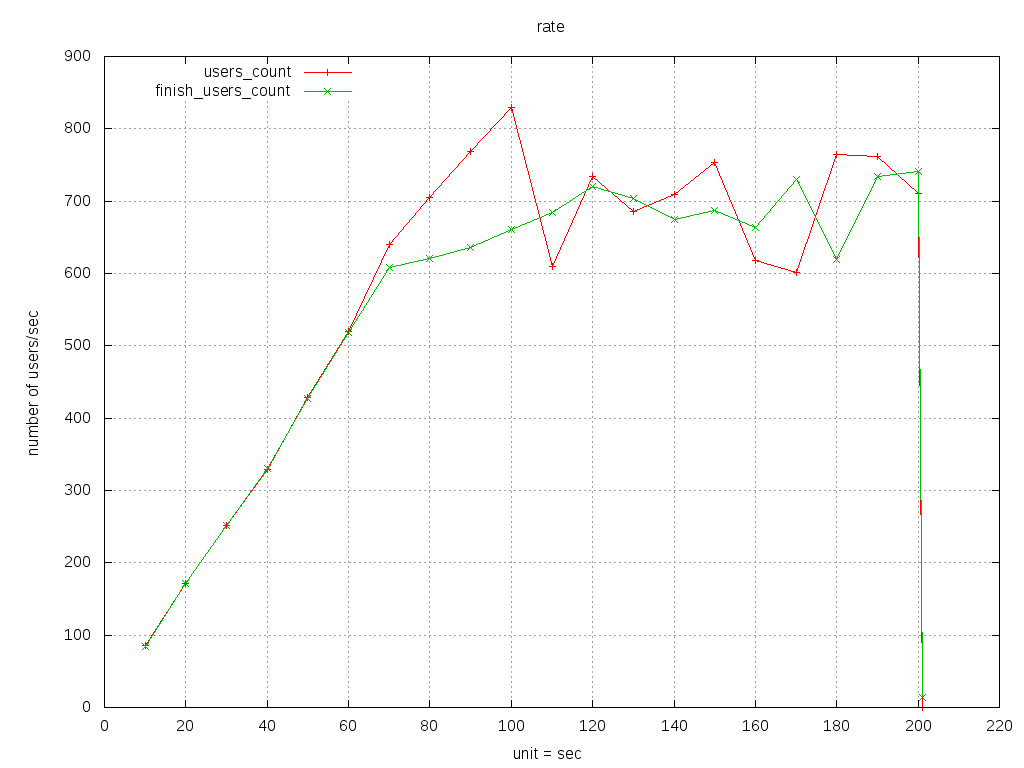 rate
900
800
700
600
500
400
300
200
100
0
users_count
finish_users_count
number of users/sec
0 20 40 60 80 100 120 140 160 180 200 220
unit = sec